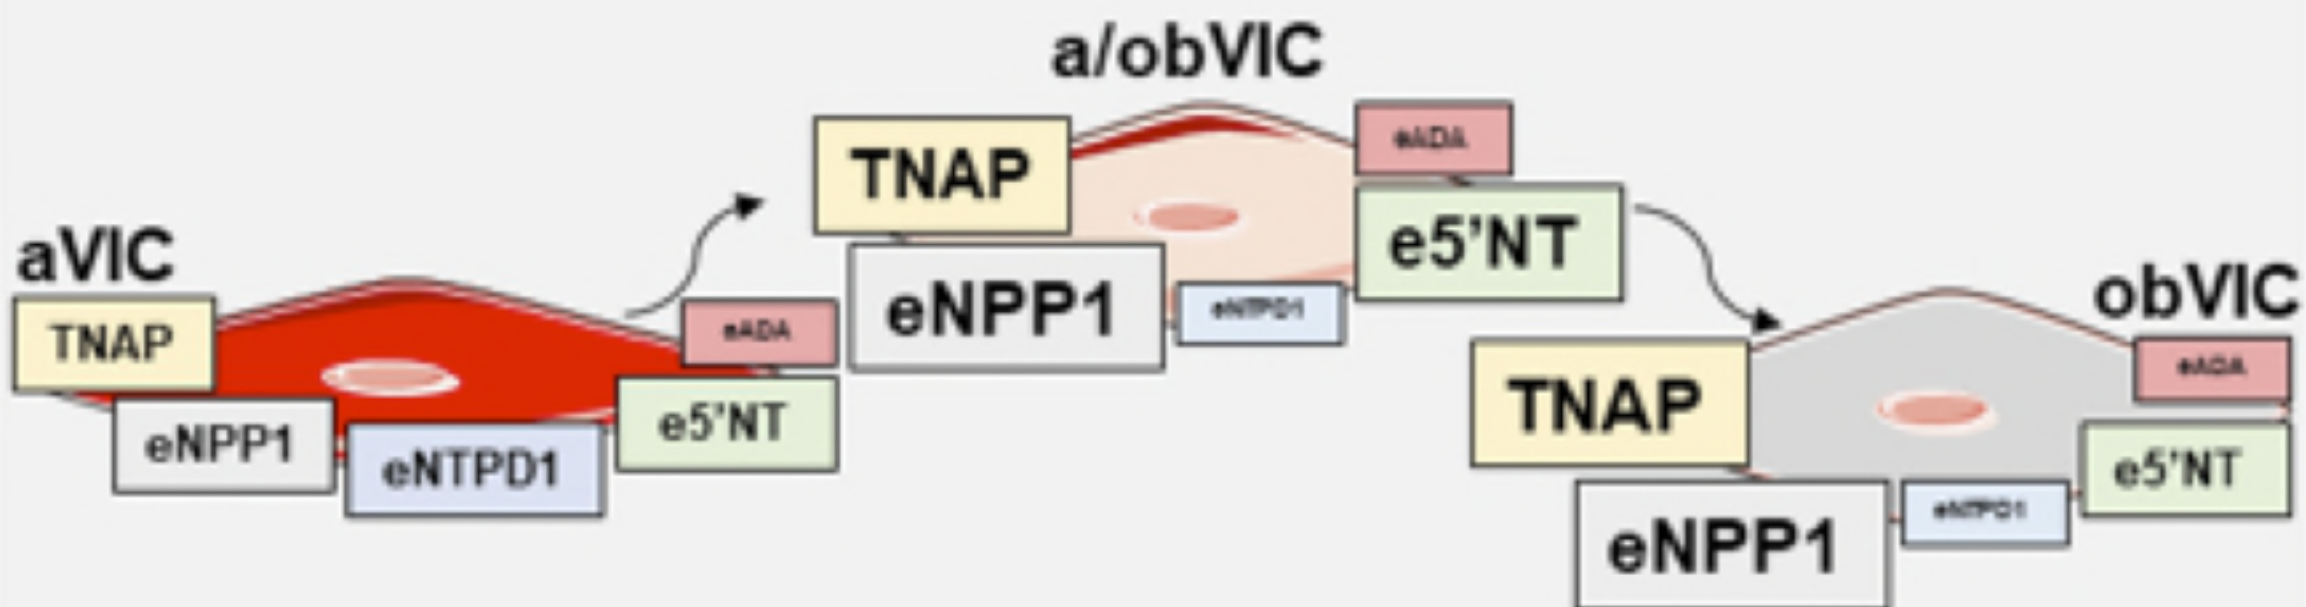 aVIC
TNAP
eNPP1
eNTPD1
e5'NT
eADA
a/obVIC
TNAP
eNPP1
eNTPD1
e5'NT
eADA
obVIC
TNAP
eNPP1
eNTPD1
e5'NT
eADA